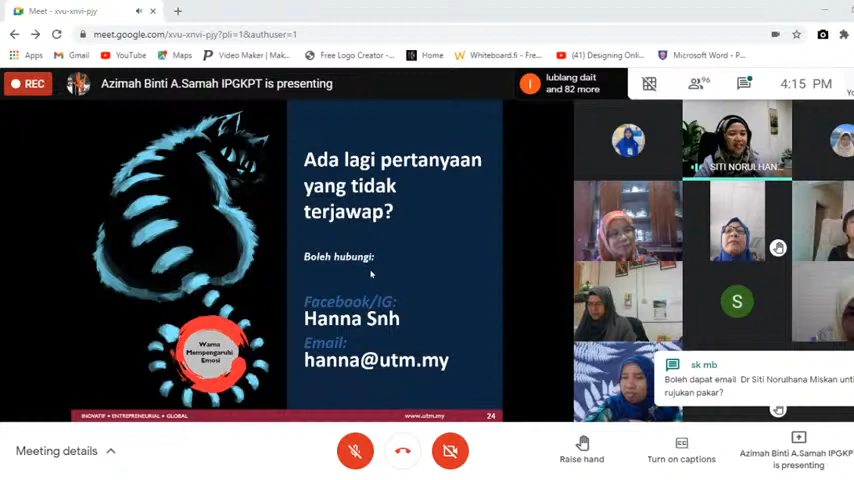 Meet - xvu-xnvi-pjy
meet.google.com/xvu-xnvi-pjy?pli=1&authuser=1
Apps
Gmail
YouTube
Maps
Video Maker | Mak...
Free Logo Creator -...
Home
Whiteboard.fi - Fre...
(41) Designing Onli...
Microsoft Word - P...
REC
Azimah Binti A.Samah IPGKPT is presenting
I
lublang dait
and 82 more
96
4:15 PM
Ada lagi pertanyaan
yang tidak
terjawap?
Boleh hubungi:
Facebook/IG:
Hanna Snh
Email:
hanna@utm.my
Warna
Mempengaruhi
Emosi
INOVATIF • ENTREPRENEURIAL • GLOBAL
www.utm.my
24
SITI NORULHAN...
S
sk mb
Boleh dapat email Dr Siti Norulhana Miskan unt
rujukan pakar?
Meeting details
Raise hand
Turn on captions
Azimah Binti A.Samah IPGKP
is presenting